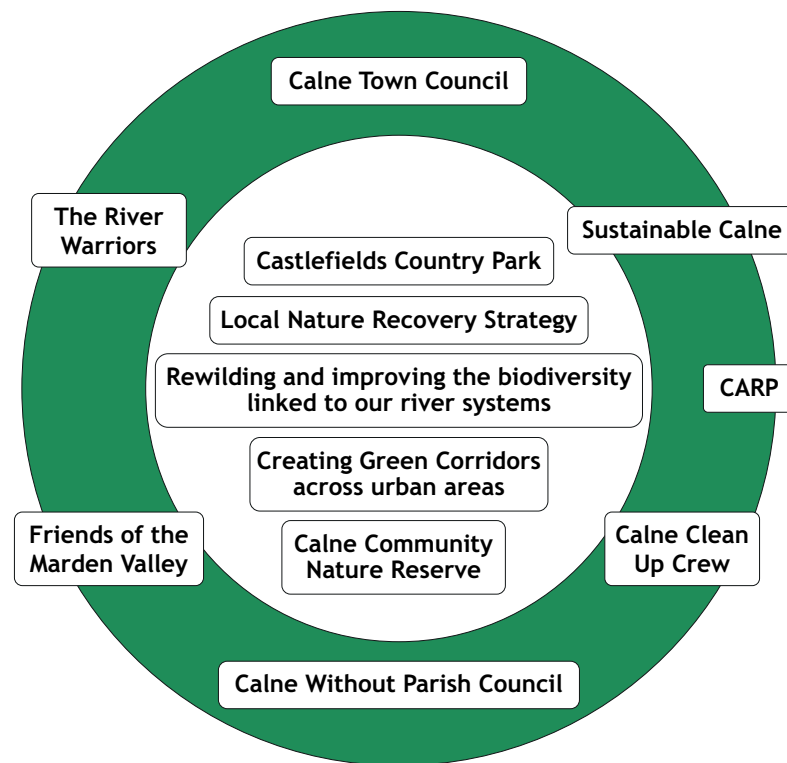 Calne Town Council
The River
Warriors
Sustainable Calne
Castlefields Country Park
Local Nature Recovery Strategy
Rewilding and improving the biodiversity
linked to our river systems
CARP
Creating Green Corridors
across urban areas
Friends of the
Marden Valley
Calne Community
Nature Reserve
Calne Clean
Up Crew
Calne Without Parish Council